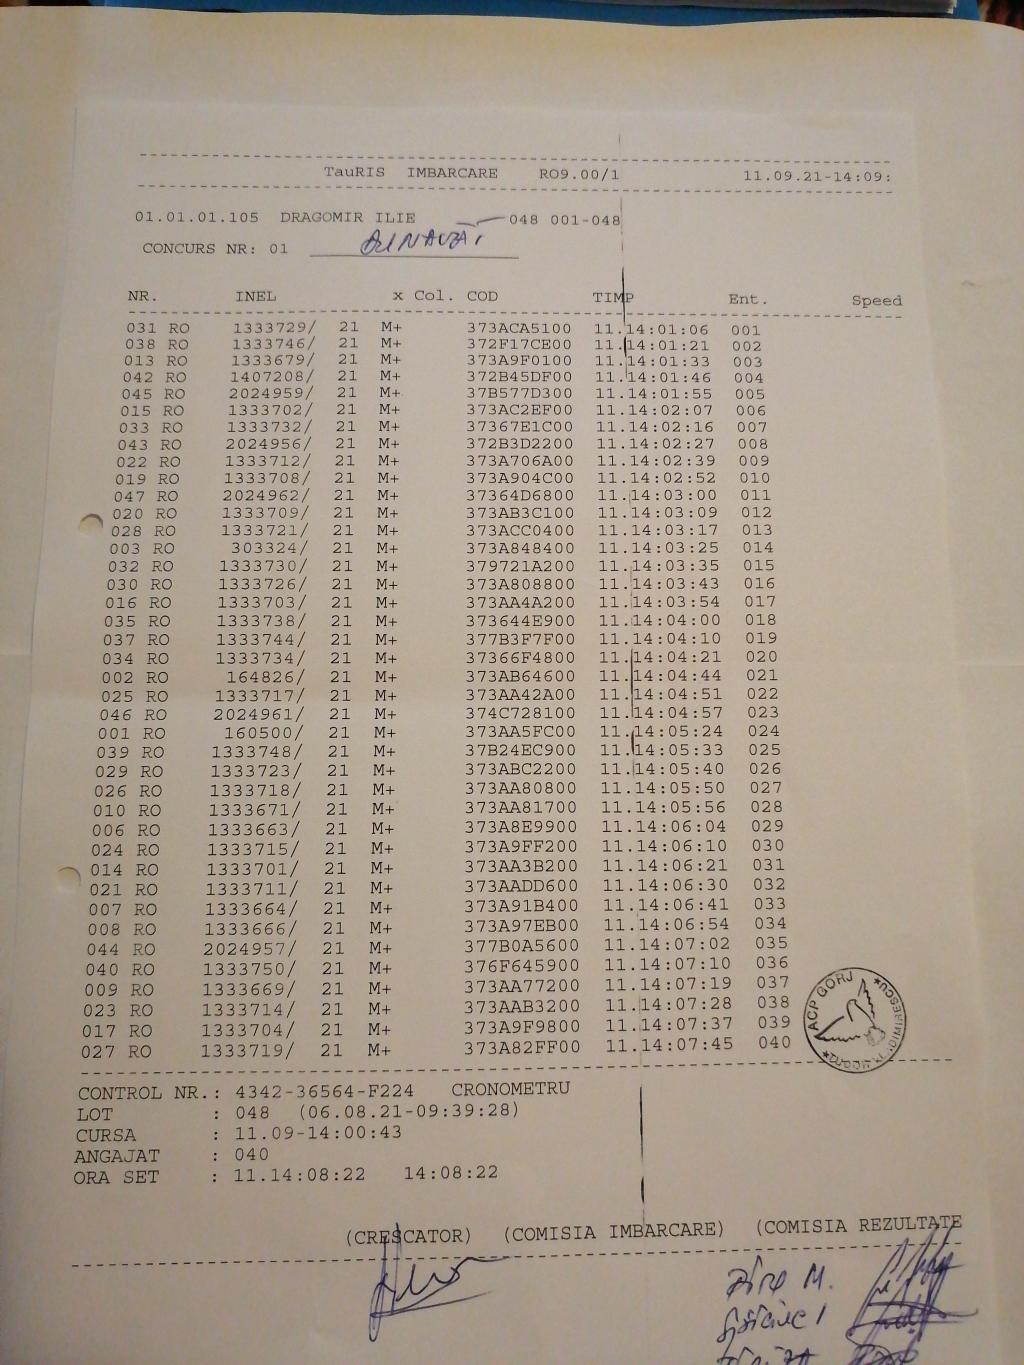 TauRIS IMBARCARE RO9.00/1 11.09.21-14:09:
01.01.01.105 DRAGOMIR ILIE 048 001-048
CONCURS NR: 01
NR. INEL x Col. COD TIMP Ent. Speed
031 RO 1333729/ 21 M+ 373ACA5100 11.14:01:06 001
038 RO 1333746/ 21 M+ 372F17CE00 11.14:01:21 002
013 RO 1333679/ 21 M+ 373A9F0100 11.14:01:33 003
042 RO 1407208/ 21 M+ 372B45DF00 11.14:01:46 004
045 RO 2024959/ 21 M+ 37B577D300 11.14:01:55 005
015 RO 1333702/ 21 M+ 373AC2EF00 11.14:02:07 006
033 RO 1333732/ 21 M+ 37367E1C00 11.14:02:16 007
043 RO 2024956/ 21 M+ 372B3D2200 11.14:02:27 008
022 RO 1333712/ 21 M+ 373A706A00 11.14:02:39 009
019 RO 1333708/ 21 M+ 373A904C00 11.14:02:52 010
047 RO 2024962/ 21 M+ 37364D6800 11.14:03:00 011
020 RO 1333709/ 21 M+ 373AB3C100 11.14:03:09 012
028 RO 1333721/ 21 M+ 373ACC0400 11.14:03:17 013
003 RO 303324/ 21 M+ 373A848400 11.14:03:25 014
032 RO 1333730/ 21 M+ 379721A200 11.14:03:35 015
030 RO 1333726/ 21 M+ 373A808800 11.14:03:43 016
016 RO 1333703/ 21 M+ 373AA4A200 11.14:03:54 017
035 RO 1333738/ 21 M+ 373644E900 11.14:04:00 018
037 RO 1333744/ 21 M+ 377B3F7F00 11.14:04:10 019
034 RO 1333734/ 21 M+ 37366F4800 11.14:04:21 020
002 RO 164826/ 21 M+ 373AB64600 11.14:04:44 021
025 RO 1333717/ 21 M+ 373AA42A00 11.14:04:51 022
046 RO 2024961/ 21 M+ 374C728100 11.14:04:57 023
001 RO 160500/ 21 M+ 373AA5FC00 11.14:05:24 024
039 RO 1333748/ 21 M+ 37B24EC900 11.14:05:33 025
029 RO 1333723/ 21 M+ 373ABC2200 11.14:05:40 026
026 RO 1333718/ 21 M+ 373AA80800 11.14:05:50 027
010 RO 1333671/ 21 M+ 373AA81700 11.14:05:56 028
006 RO 1333663/ 21 M+ 373A8E9900 11.14:06:04 029
024 RO 1333715/ 21 M+ 373A9FF200 11.14:06:10 030
014 RO 1333701/ 21 M+ 373AA3B200 11.14:06:21 031
021 RO 1333711/ 21 M+ 373AADD600 11.14:06:30 032
007 RO 1333664/ 21 M+ 373A91B400 11.14:06:41 033
008 RO 1333666/ 21 M+ 373A97EB00 11.14:06:54 034
044 RO 2024957/ 21 M+ 377B0A5600 11.14:07:02 035
040 RO 1333750/ 21 M+ 376F645900 11.14:07:10 036
009 RO 1333669/ 21 M+ 373AA77200 11.14:07:19 037
023 RO 1333714/ 21 M+ 373AAB3200 11.14:07:28 038
017 RO 1333704/ 21 M+ 373A9F9800 11.14:07:37 039
027 RO 1333719/ 21 M+ 373A82FF00 11.14:07:45 040
ACP GORJ
CONTROL NR.: 4342-36564-F224 CRONOMETRU
LOT : 048 (06.08.21-09:39:28)
CURSA : 11.09-14:00:43
ANGAJAT : 040
ORA SET : 11.14:08:22 14:08:22
(CRESCATOR) (COMISIA IMBARCARE) (COMISIA REZULTATE
M.